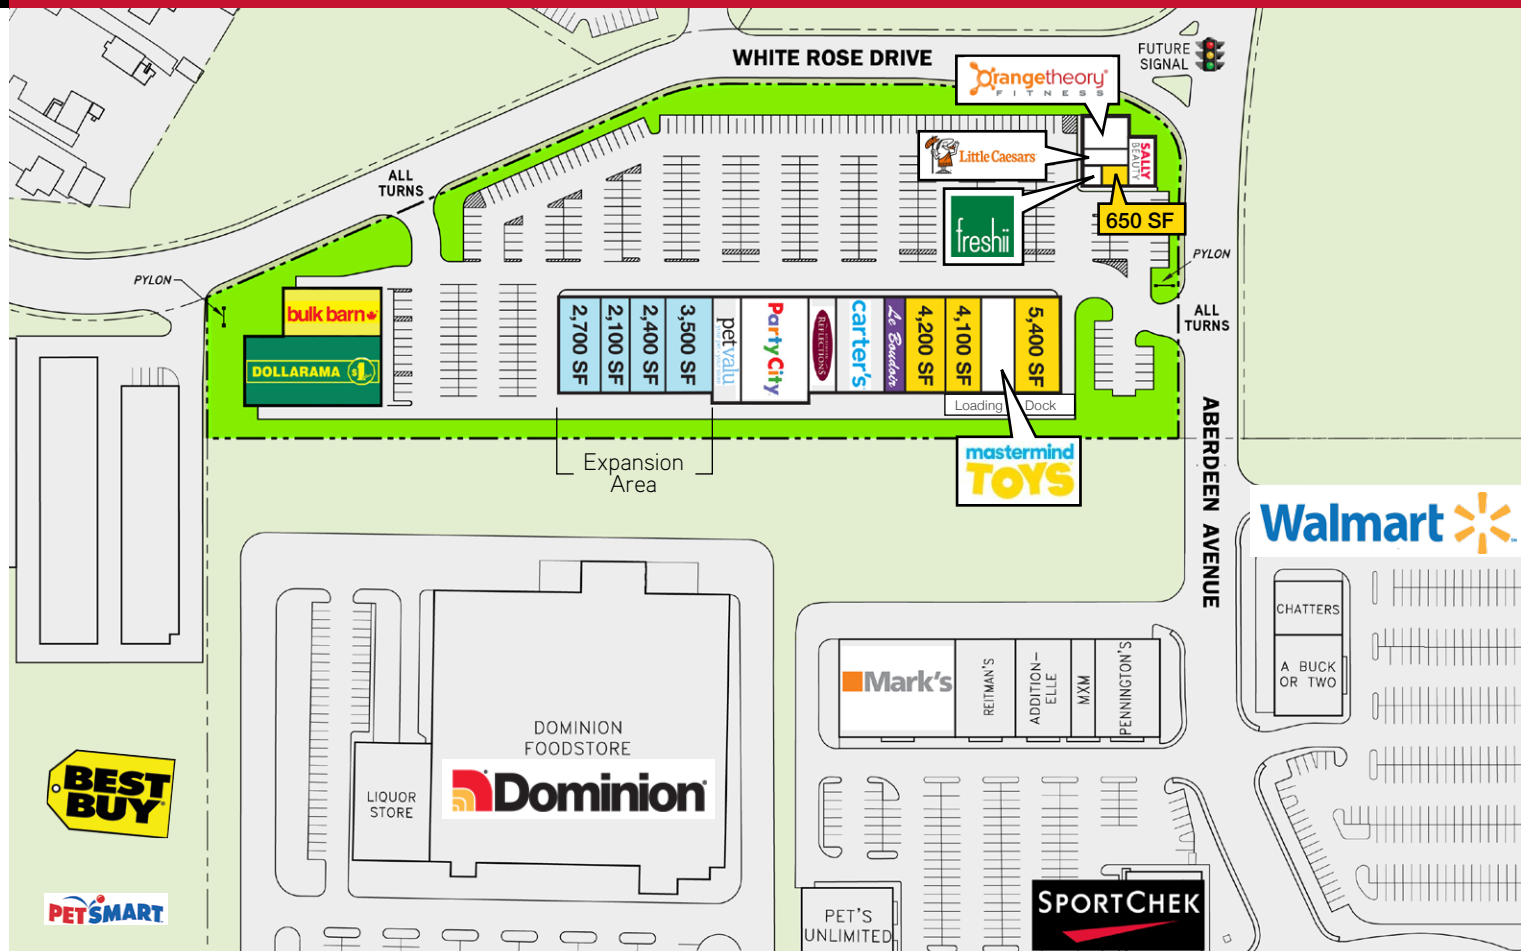 WHITE ROSE DRIVE
FUTURE
SIGNAL
Orangetheory®
FITNESS
Little Caesars
SALLY
BEAUTY
ALL
TURNS
freshii
650 SF
PYLON
PYLON
ALL
TURNS
bulk barn
DOLLARAMA $1
2,700 SF
2,100 SF
2,400 SF
3,500 SF
petvalu
Party City
REFLECTIONS
carter's
Le Boudoir
4,200 SF
4,100 SF
5,400 SF
Loading Dock
Expansion
Area
mastermind
TOYS
ABERDEEN AVENUE
Walmart
CHATTERS
A BUCK
OR TWO
Mark's
REITMAN'S
ADDITION–
ELLE
MXM
PENNINGTON'S
DOMINION
FOODSTORE
Dominion
LIQUOR
STORE
BEST
BUY
PETSMART
PET'S
UNLIMITED
SPORTCHEK